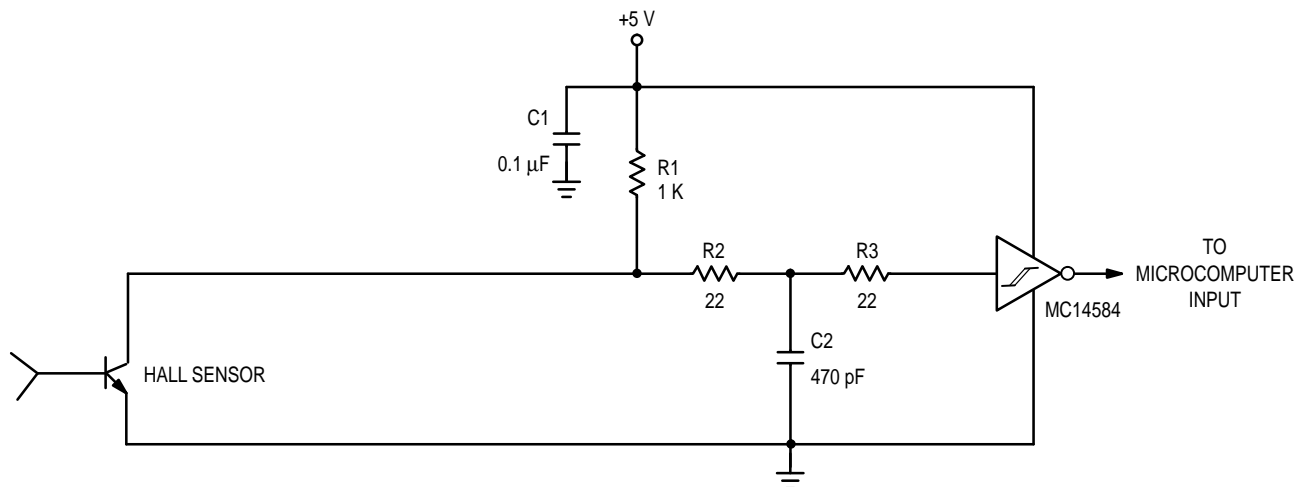 +5 V
C1
0.1 μF
R1
1 K
R2
22
R3
22
TO
MICROCOMPUTER
INPUT
MC14584
C2
470 pF
HALL SENSOR